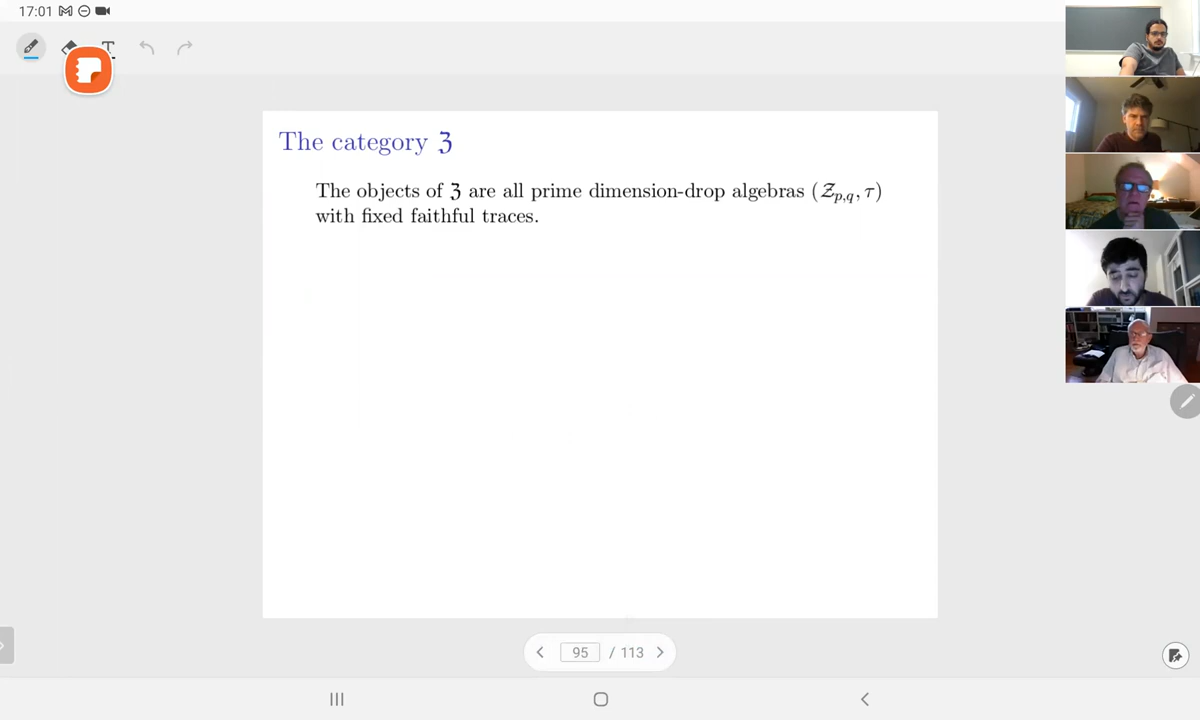 17:01
T
The category ℨ
The objects of ℨ are all prime dimension-drop algebras (𝒵_{p,q}, τ)
with fixed faithful traces.
95 / 113